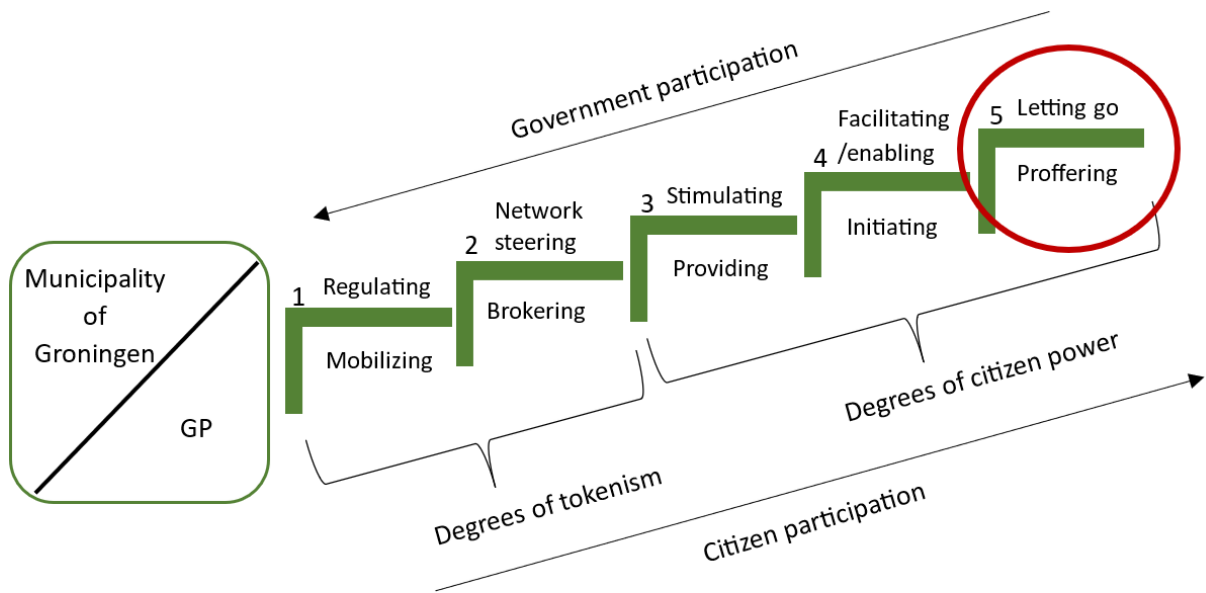 Government participation
5 Letting go
Proffering
Facilitating
4 /enabling
Initiating
3 Stimulating
Providing
Network
2 steering
Brokering
1 Regulating
Mobilizing
Municipality
of
Groningen
GP
Degrees of citizen power
Degrees of tokenism
Citizen participation